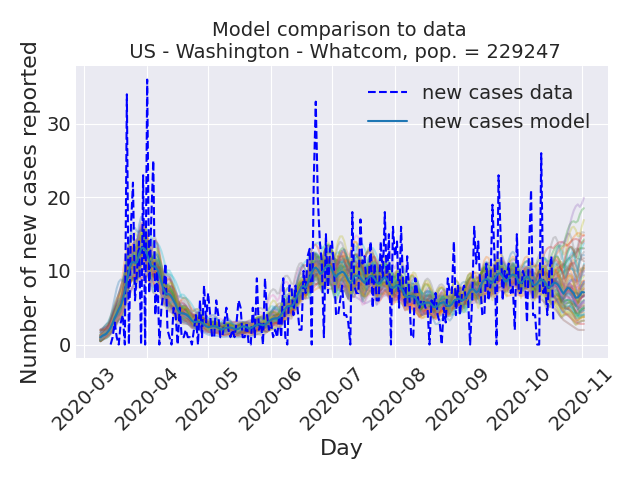 Model comparison to data
US - Washington - Whatcom, pop. = 229247
Number of new cases reported
30
20
10
0
new cases data
new cases model
2020-03
2020-04
2020-05
2020-06
2020-07
2020-08
2020-09
2020-10
2020-11
Day